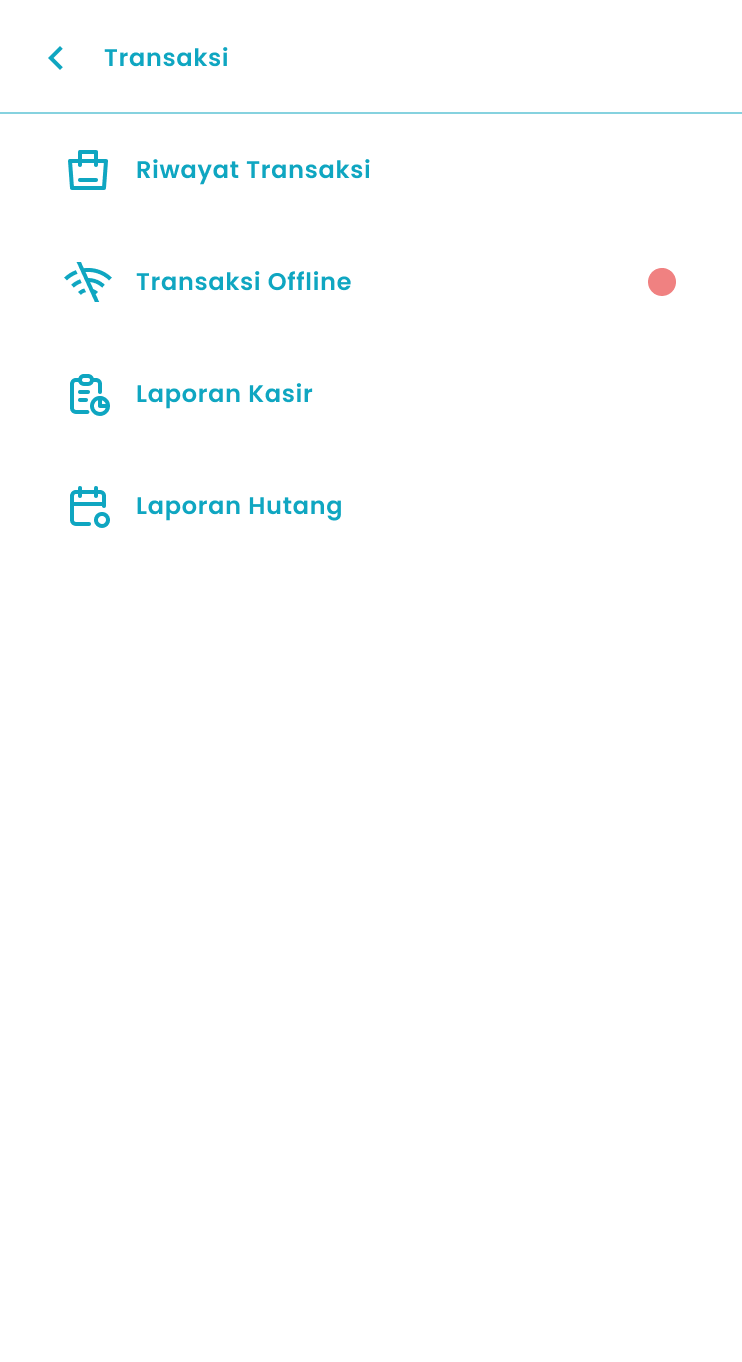 Transaksi
Riwayat Transaksi
Transaksi Offline
Laporan Kasir
Laporan Hutang